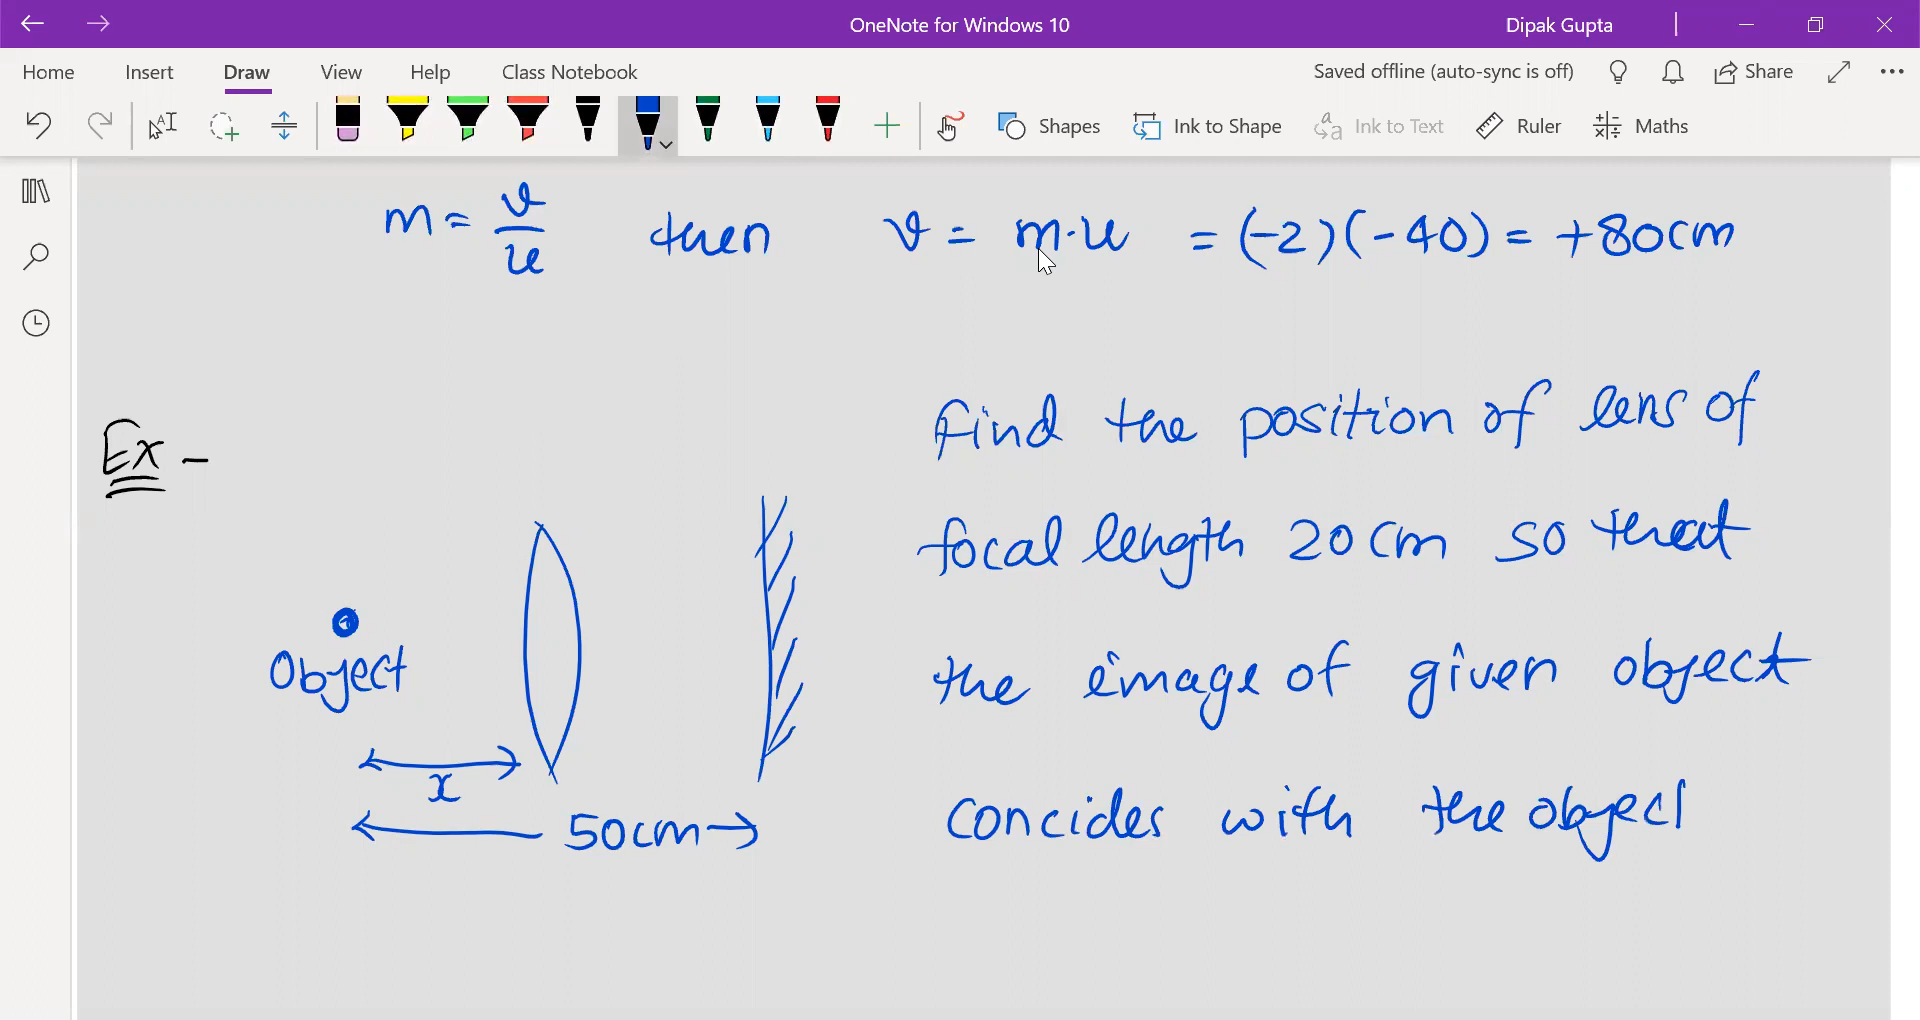 OneNote for Windows 10
Dipak Gupta
Home Insert Draw View Help Class Notebook
Saved offline (auto-sync is off) Share
Shapes Ink to Shape Ink to Text Ruler Maths
m = v/u then v = m·u = (-2)(-40) = +80cm
Ex -
find the position of lens of
focal length 20 cm so that
the image of given object
concides with the object
Object
x
50cm